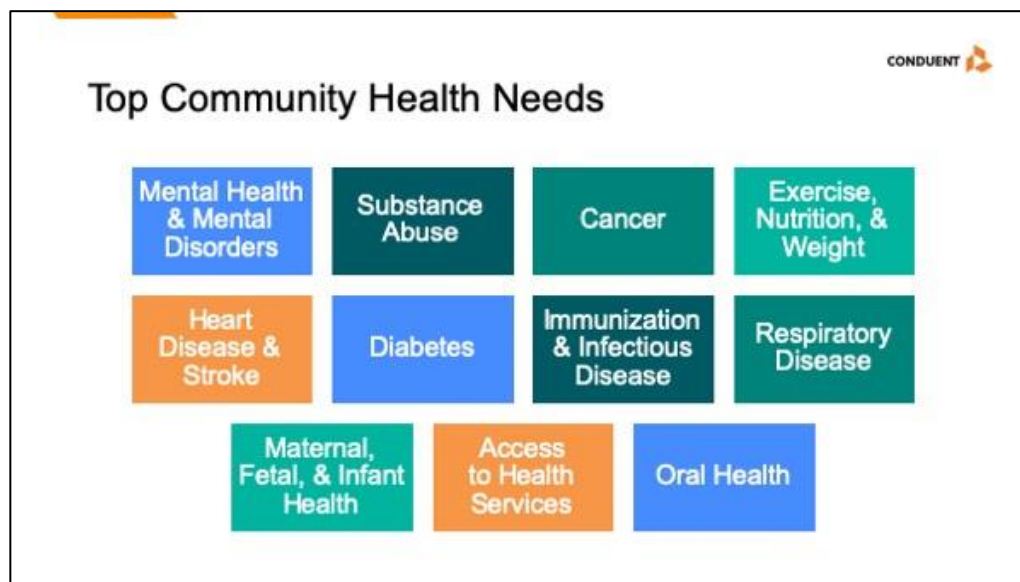 CONDUENT
Top Community Health Needs
Mental Health
& Mental
Disorders
Substance
Abuse
Cancer
Exercise,
Nutrition, &
Weight
Heart
Disease &
Stroke
Diabetes
Immunization
& Infectious
Disease
Respiratory
Disease
Maternal,
Fetal, & Infant
Health
Access
to Health
Services
Oral Health